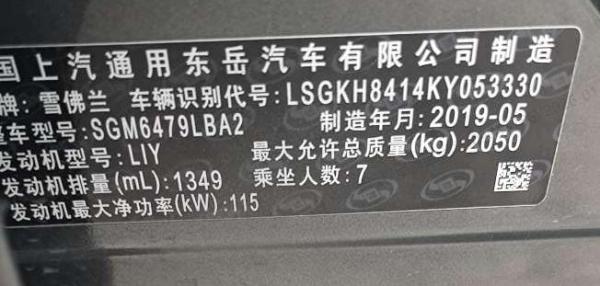 国上汽通用东岳汽车有限公司制造
牌:雪佛兰 车辆识别代号:LSGKH8414KY053330
整车型号:SGM6479LBA2 制造年月:2019-05
发动机型号:LIY 最大允许总质量(kg):2050
发动机排量(mL):1349 乘坐人数:7
发动机最大净功率(kW):115